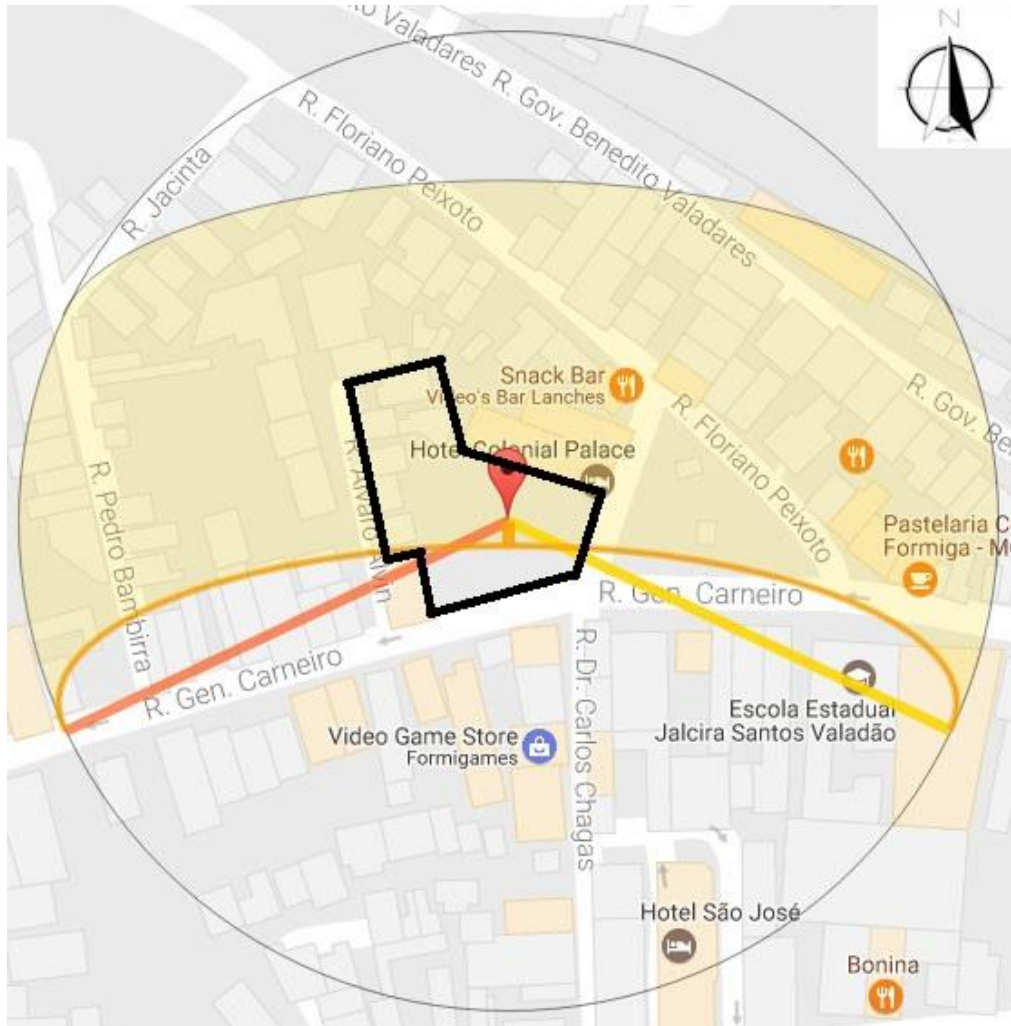 N
Valadares
R. Gov. Benedito Valadares
R. Floriano Peixoto
R. Jacinta
Snack Bar
Video's Bar Lanches
Hotel Colonial Palace
R. Floriano Peixoto
R. Gov.
R. Pedro Bambirra
R. Alvaro Alvin
Pastelaria C
Formiga - M
R. Gen. Carneiro
R. Gen. Carneiro
R. Dr. Carlos Chagas
Escola Estadual
Jalcira Santos Valadão
Video Game Store
Formigames
Hotel São José
Bonina